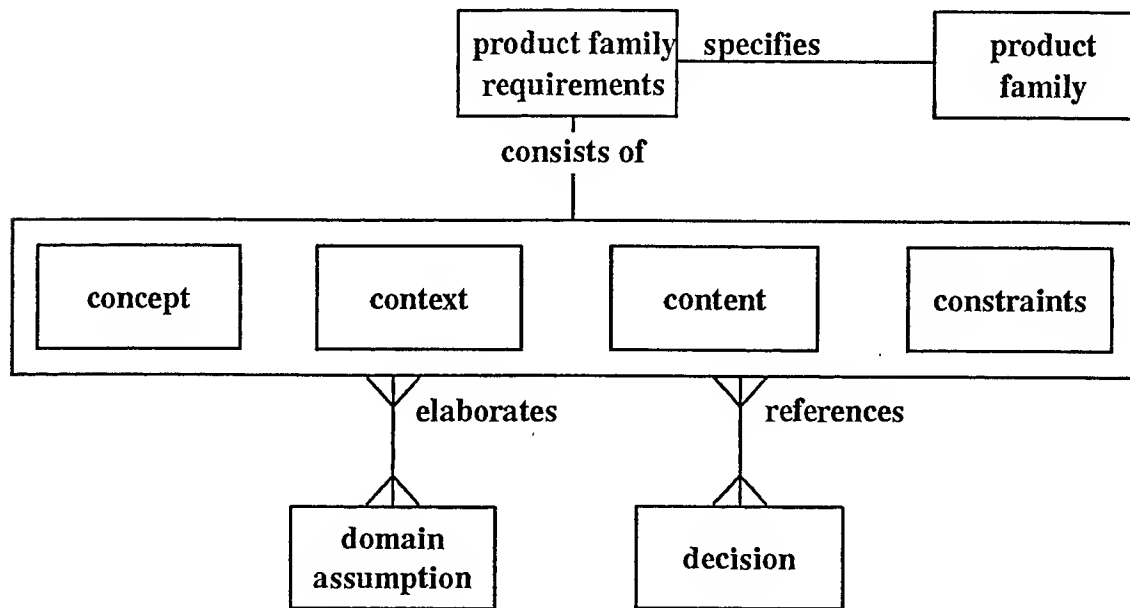 product family
requirements
specifies
product
family
consists of
concept
context
content
constraints
elaborates
references
domain
assumption
decision